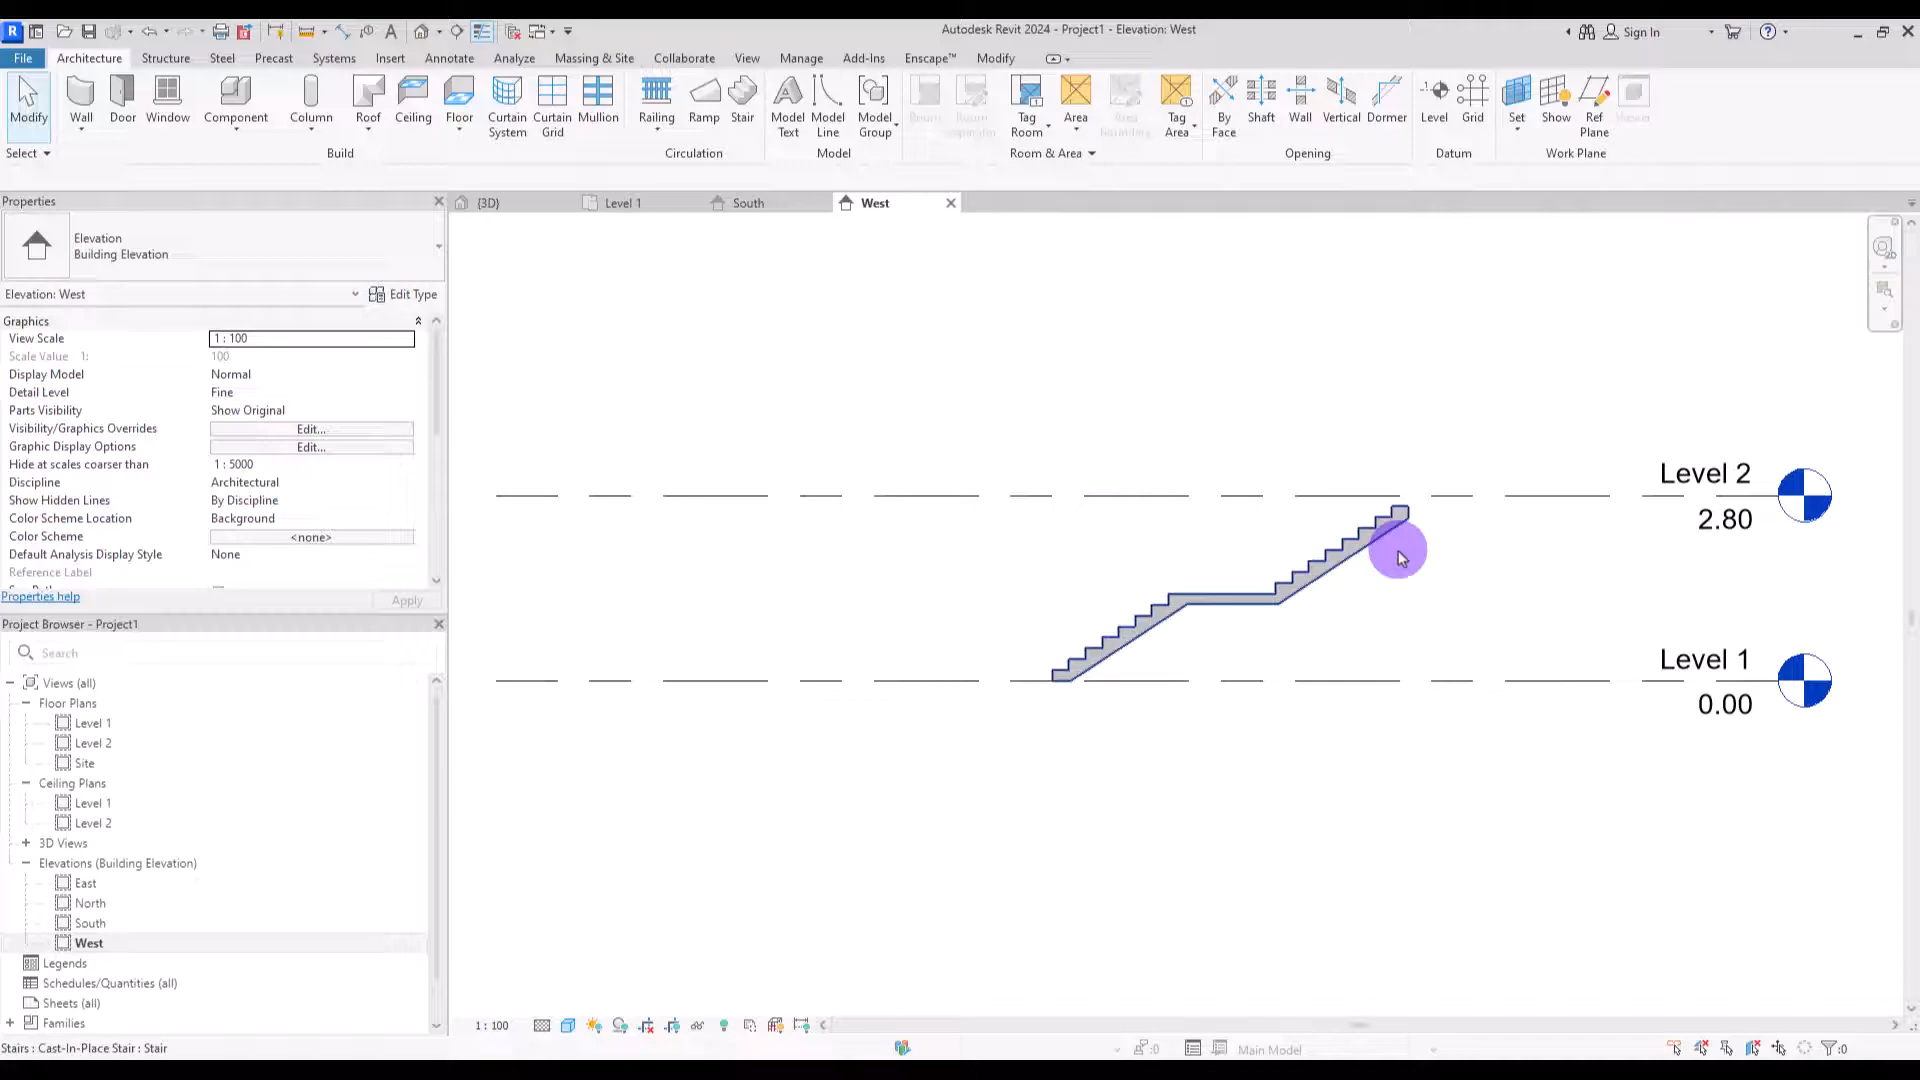 R
A
Autodesk Revit 2024 - Project1 - Elevation: West
Sign In
File Architecture Structure Steel Precast Systems Insert Annotate Analyze Massing & Site Collaborate View Manage Add-Ins Enscape™ Modify
Modify Wall Door Window Component Column Roof Ceiling Floor Curtain System Curtain Grid Mullion Railing Ramp Stair Model Text Model Line Model Group Room Tag Room Area Tag Area By Face Shaft Wall Vertical Dormer Level Grid Set Show Ref Plane Viewer
Select Build Circulation Model Room & Area Opening Datum Work Plane
Properties
{3D} Level 1 South West
Elevation
Building Elevation
Elevation: West Edit Type
Graphics
View Scale 1 : 100
Scale Value 1: 100
Display Model Normal
Detail Level Fine
Parts Visibility Show Original
Visibility/Graphics Overrides Edit...
Graphic Display Options Edit...
Hide at scales coarser than 1 : 5000
Discipline Architectural
Show Hidden Lines By Discipline
Color Scheme Location Background
Color Scheme <none>
Default Analysis Display Style None
Reference Label
Properties help Apply
Project Browser - Project1
Search
Views (all)
Floor Plans
Level 1
Level 2
Site
Ceiling Plans
Level 1
Level 2
3D Views
Elevations (Building Elevation)
East
North
South
West
Legends
Schedules/Quantities (all)
Sheets (all)
Families
Level 2
2.80
Level 1
0.00
1 : 100
Stairs : Cast-In-Place Stair : Stair
:0
Main Model
:0